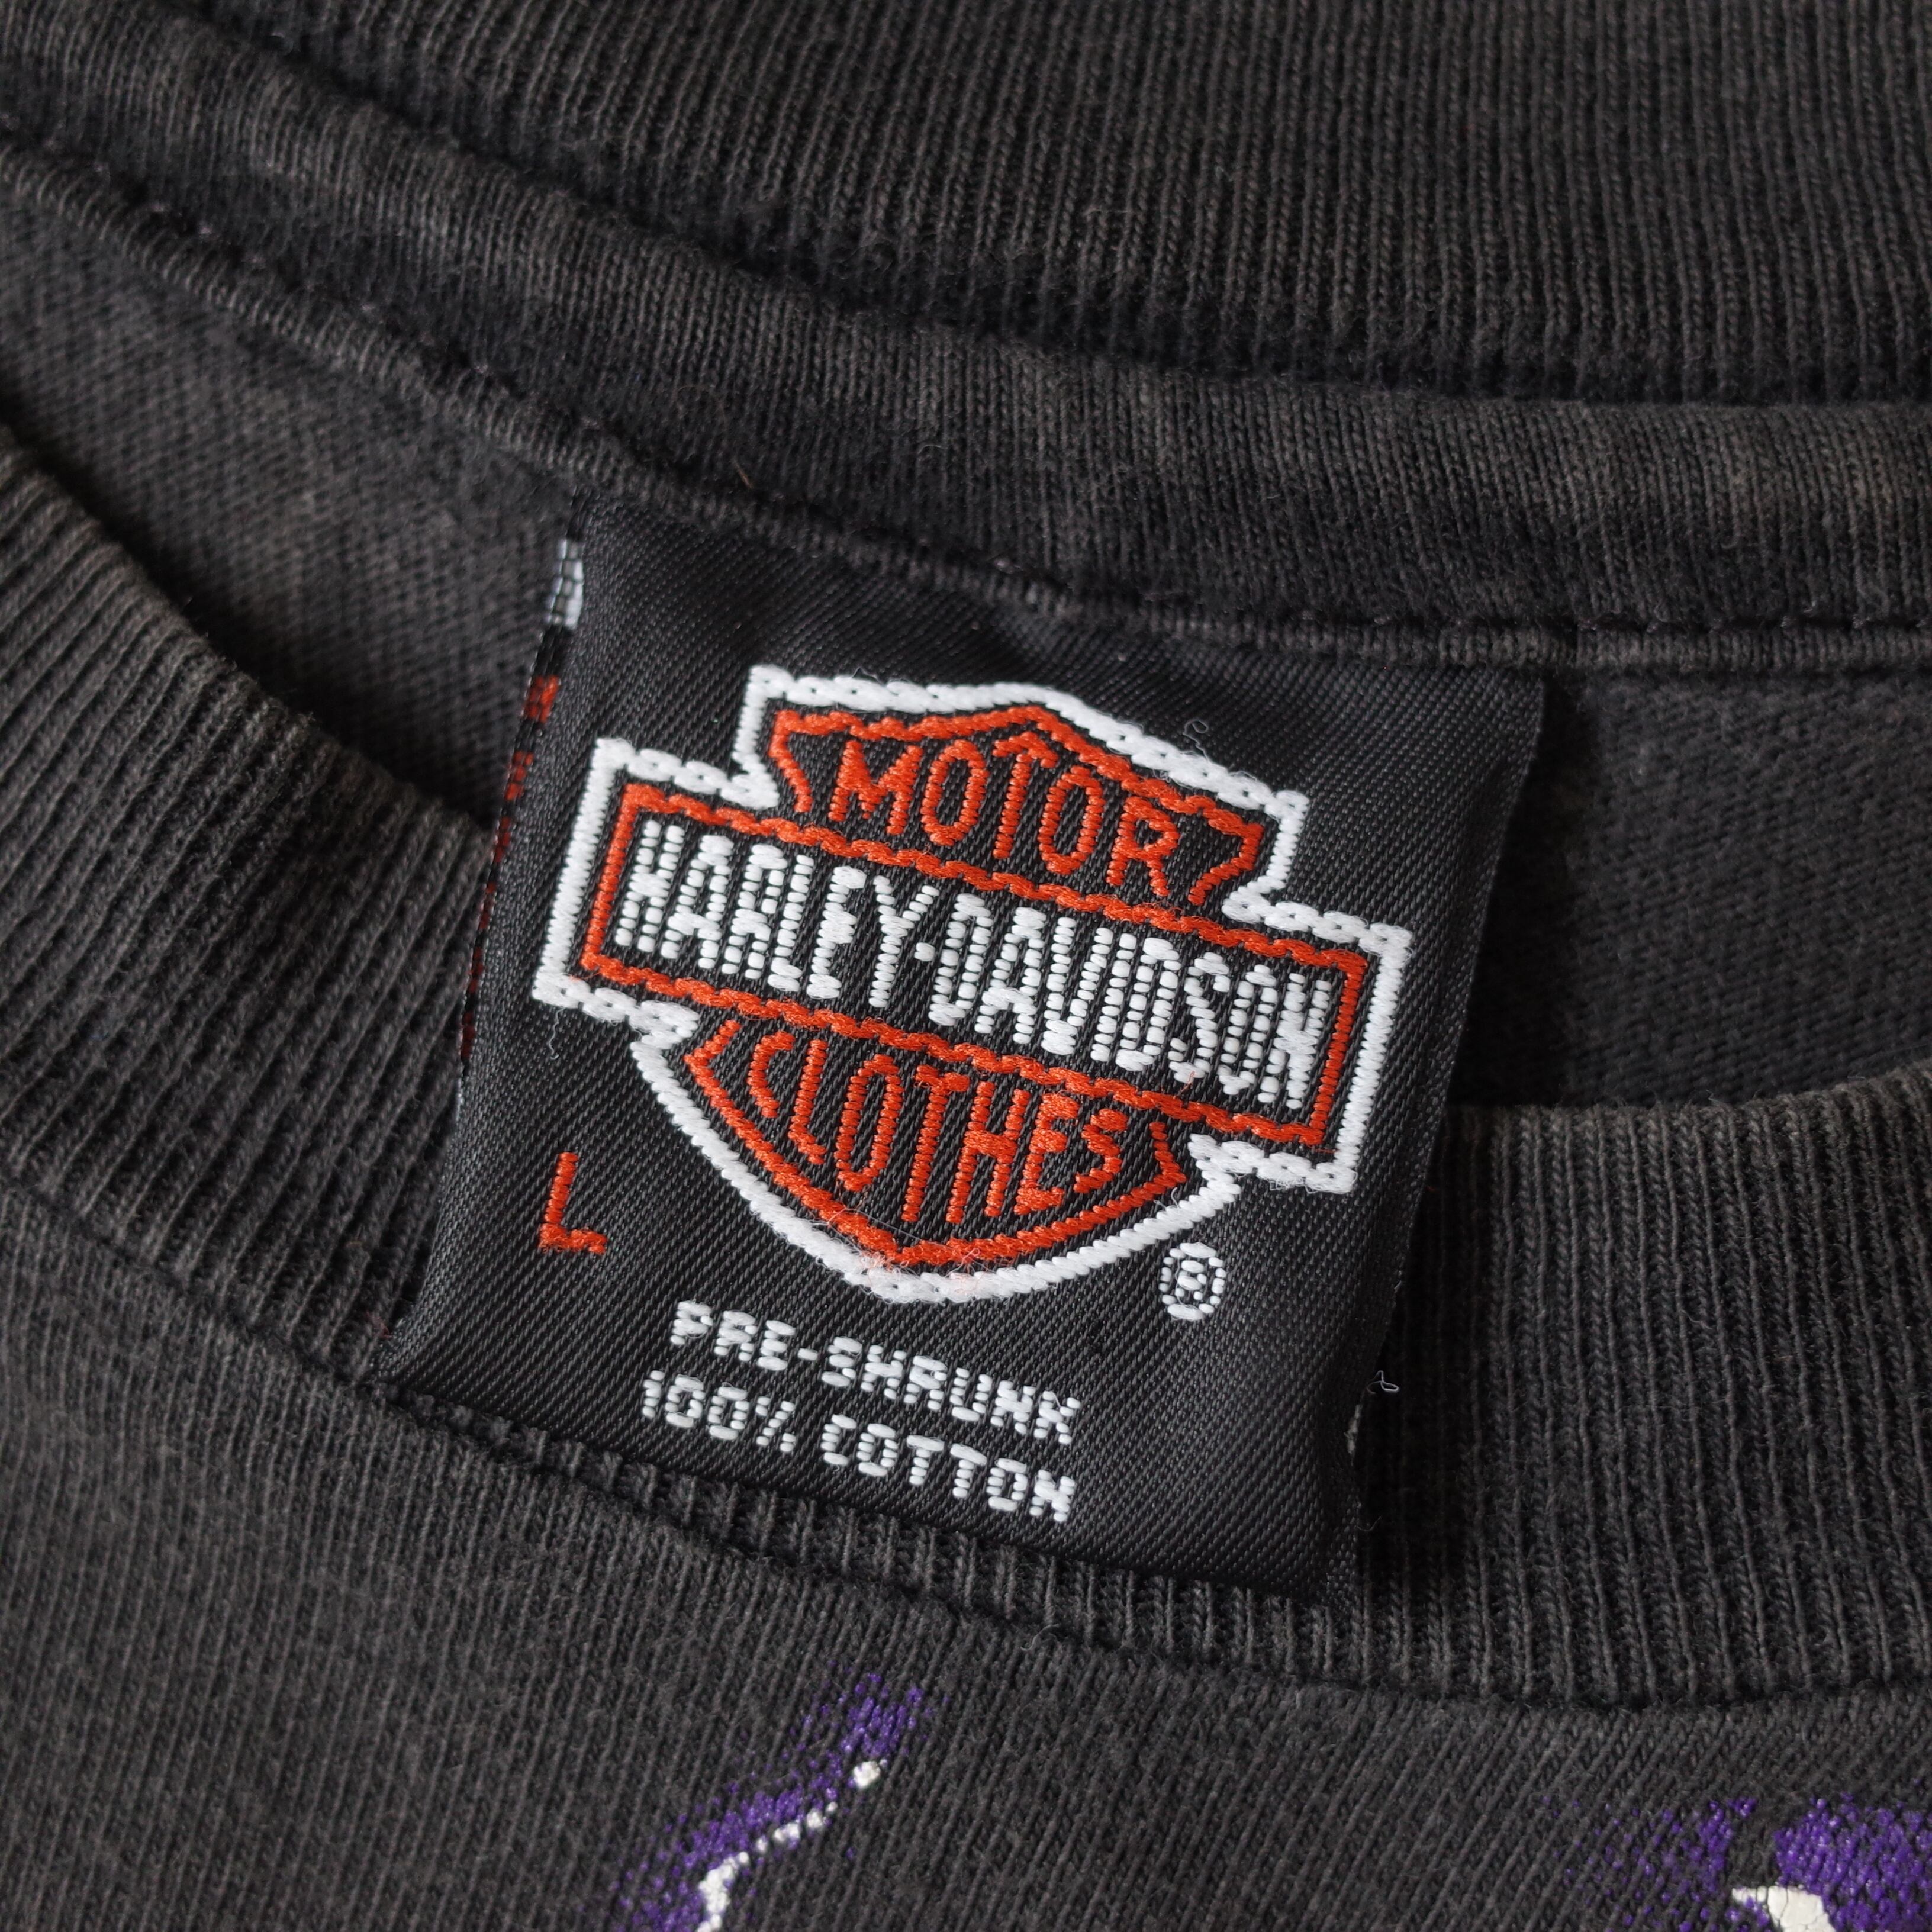 MOTOR
HARLEY-DAVIDSON
CLOTHES
L
®
PRE-SHRUNK
100% COTTON